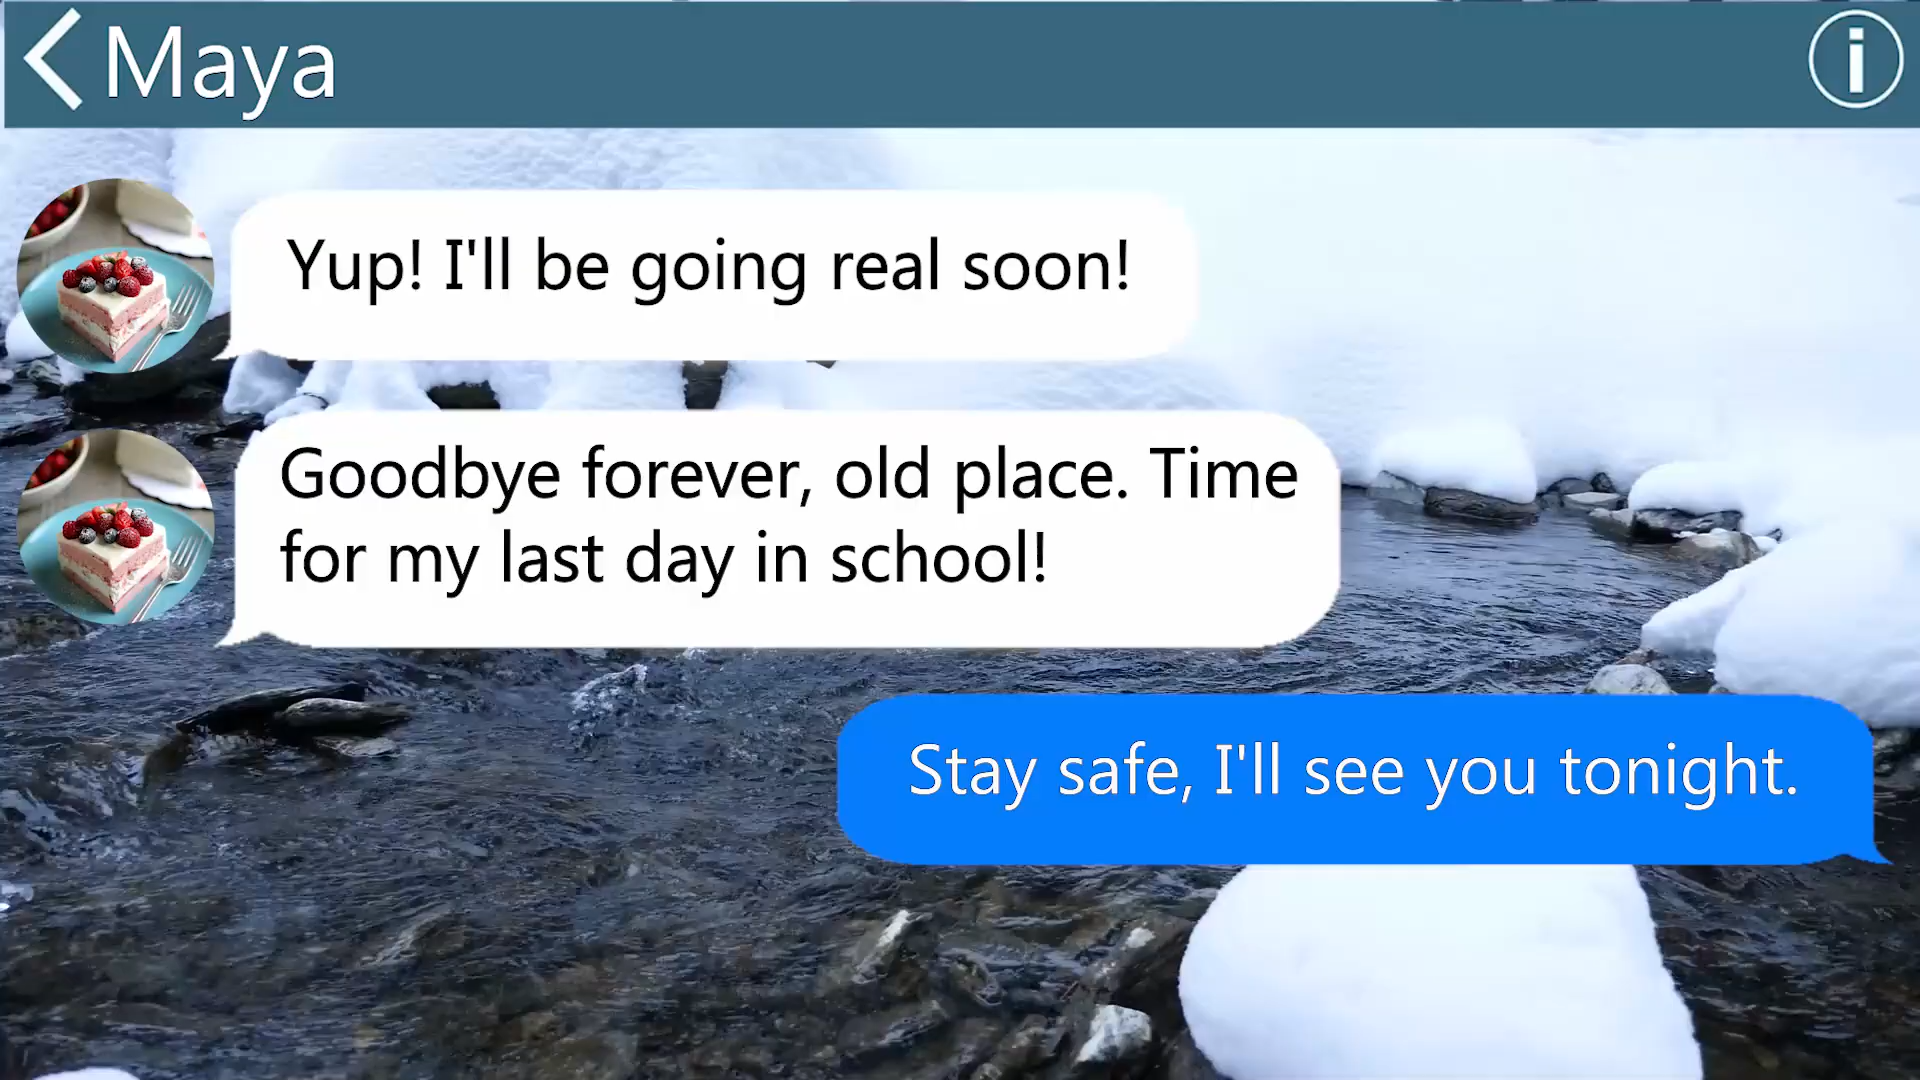 Maya
Yup! I'll be going real soon!
Goodbye forever, old place. Time
for my last day in school!
Stay safe, I'll see you tonight.